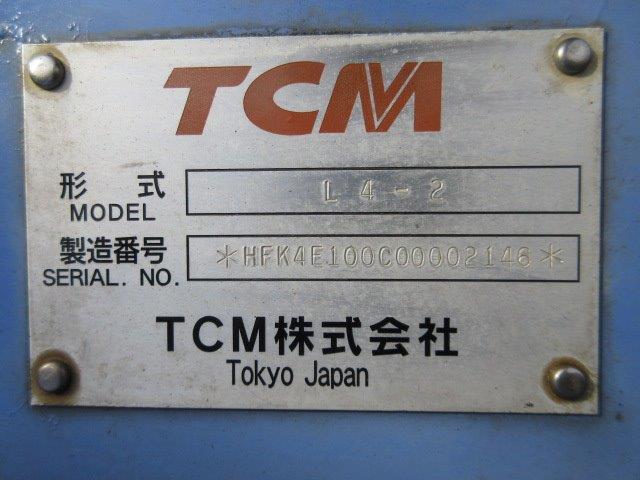 TCM
形 式 L4-2
MODEL
製造番号 *HFK4E100C00002146*
SERIAL. NO.
TCM株式会社
Tokyo Japan